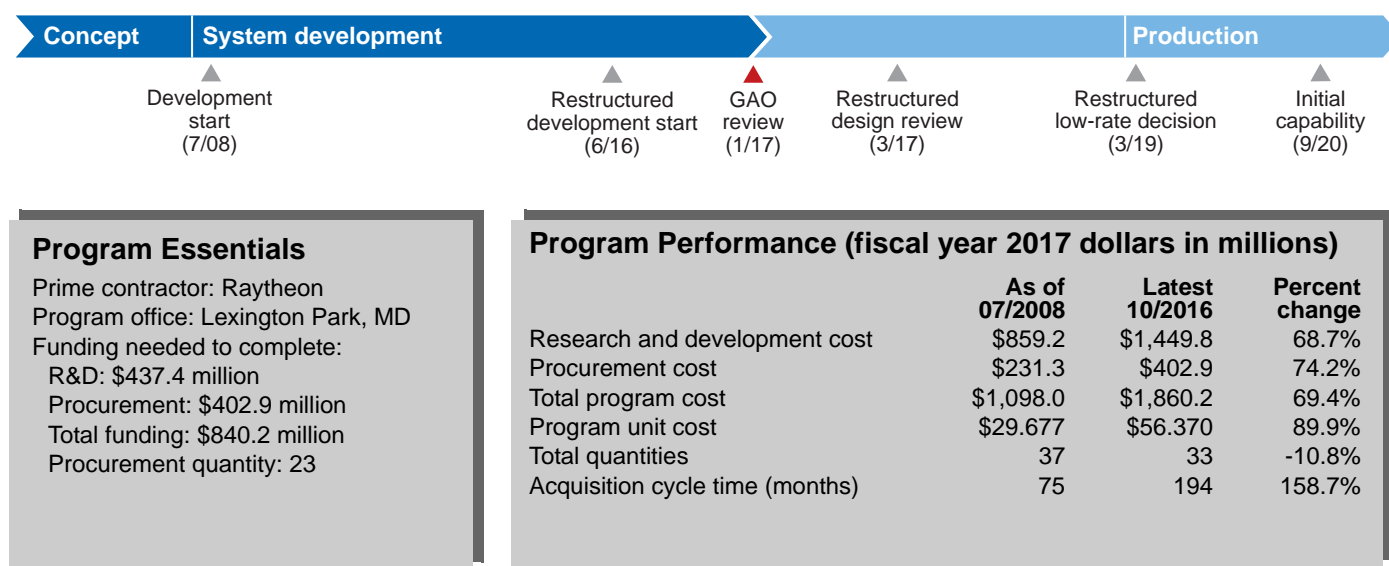 Concept System development Production
Development start (7/08)
Restructured development start (6/16)
GAO review (1/17)
Restructured design review (3/17)
Restructured low-rate decision (3/19)
Initial capability (9/20)
Program Essentials
Prime contractor: Raytheon
Program office: Lexington Park, MD
Funding needed to complete:
R&D: $437.4 million
Procurement: $402.9 million
Total funding: $840.2 million
Procurement quantity: 23
Program Performance (fiscal year 2017 dollars in millions)
As of 07/2008 Latest 10/2016 Percent change
Research and development cost $859.2 $1,449.8 68.7%
Procurement cost $231.3 $402.9 74.2%
Total program cost $1,098.0 $1,860.2 69.4%
Program unit cost $29.677 $56.370 89.9%
Total quantities 37 33 -10.8%
Acquisition cycle time (months) 75 194 158.7%